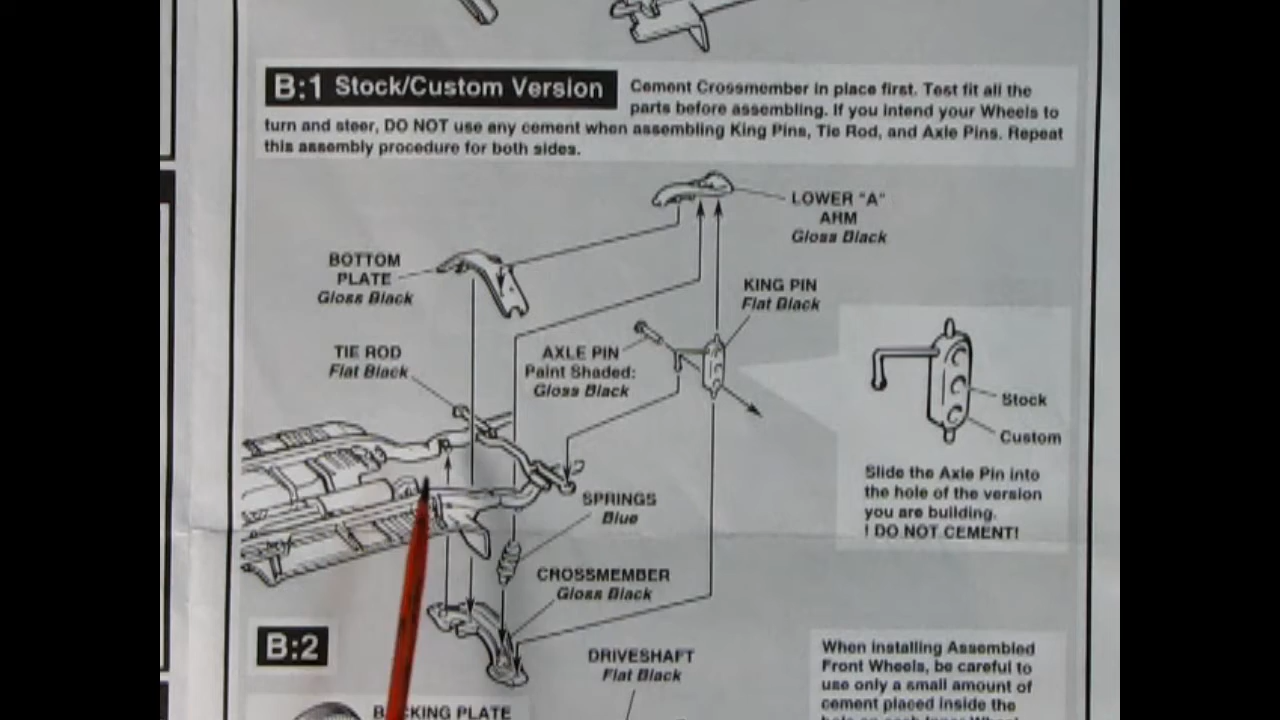 B:1 Stock/Custom Version
Cement Crossmember in place first. Test fit all the
parts before assembling. If you intend your Wheels to
turn and steer, DO NOT use any cement when assembling King Pins, Tie Rod, and Axle Pins. Repeat
this assembly procedure for both sides.
LOWER "A"
ARM
Gloss Black
BOTTOM
PLATE
Gloss Black
KING PIN
Flat Black
TIE ROD
Flat Black
AXLE PIN
Paint Shaded:
Gloss Black
Stock
Custom
Slide the Axle Pin into
the hole of the version
you are building.
! DO NOT CEMENT!
SPRINGS
Blue
CROSSMEMBER
Gloss Black
B:2
DRIVESHAFT
Flat Black
When installing Assembled
Front Wheels, be careful to
use only a small amount of
cement placed inside the
BACKING PLATE